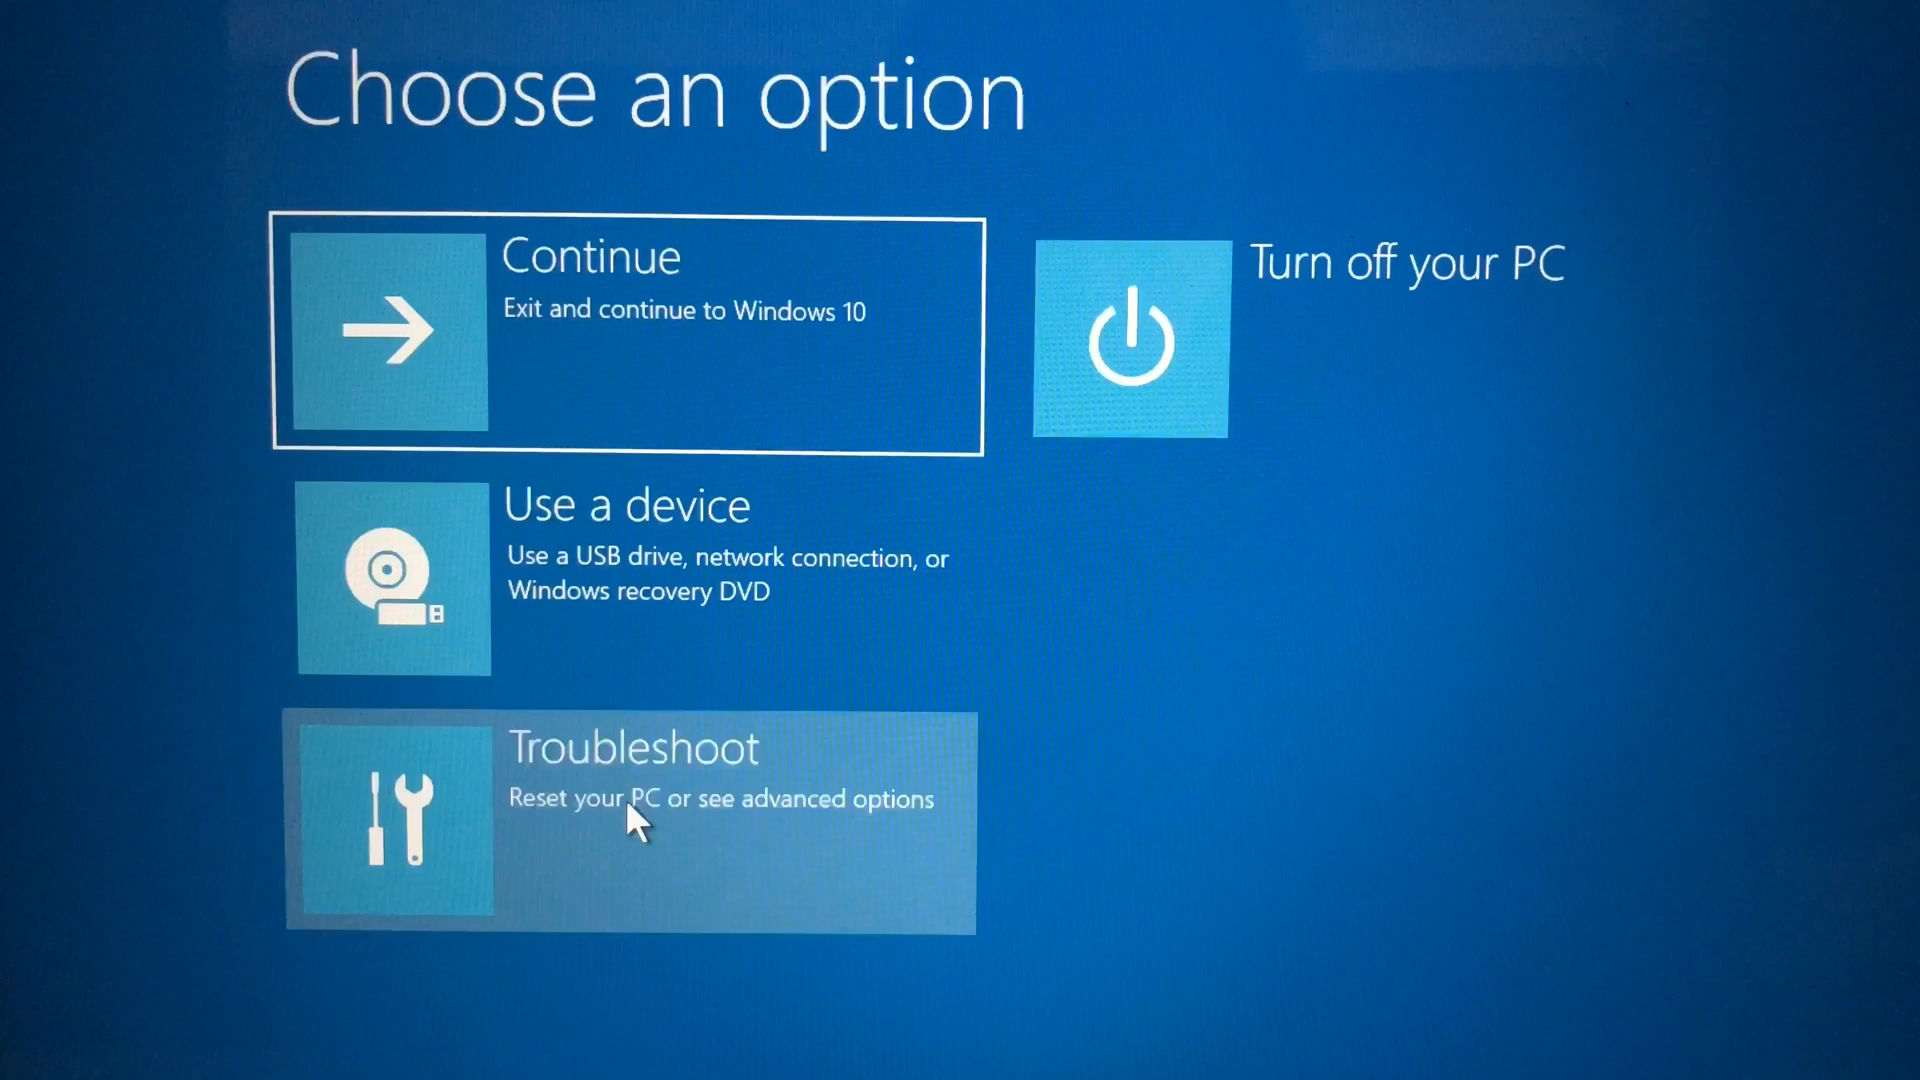 Choose an option
Continue
Exit and continue to Windows 10
Turn off your PC
Use a device
Use a USB drive, network connection, or
Windows recovery DVD
Troubleshoot
Reset your PC or see advanced options